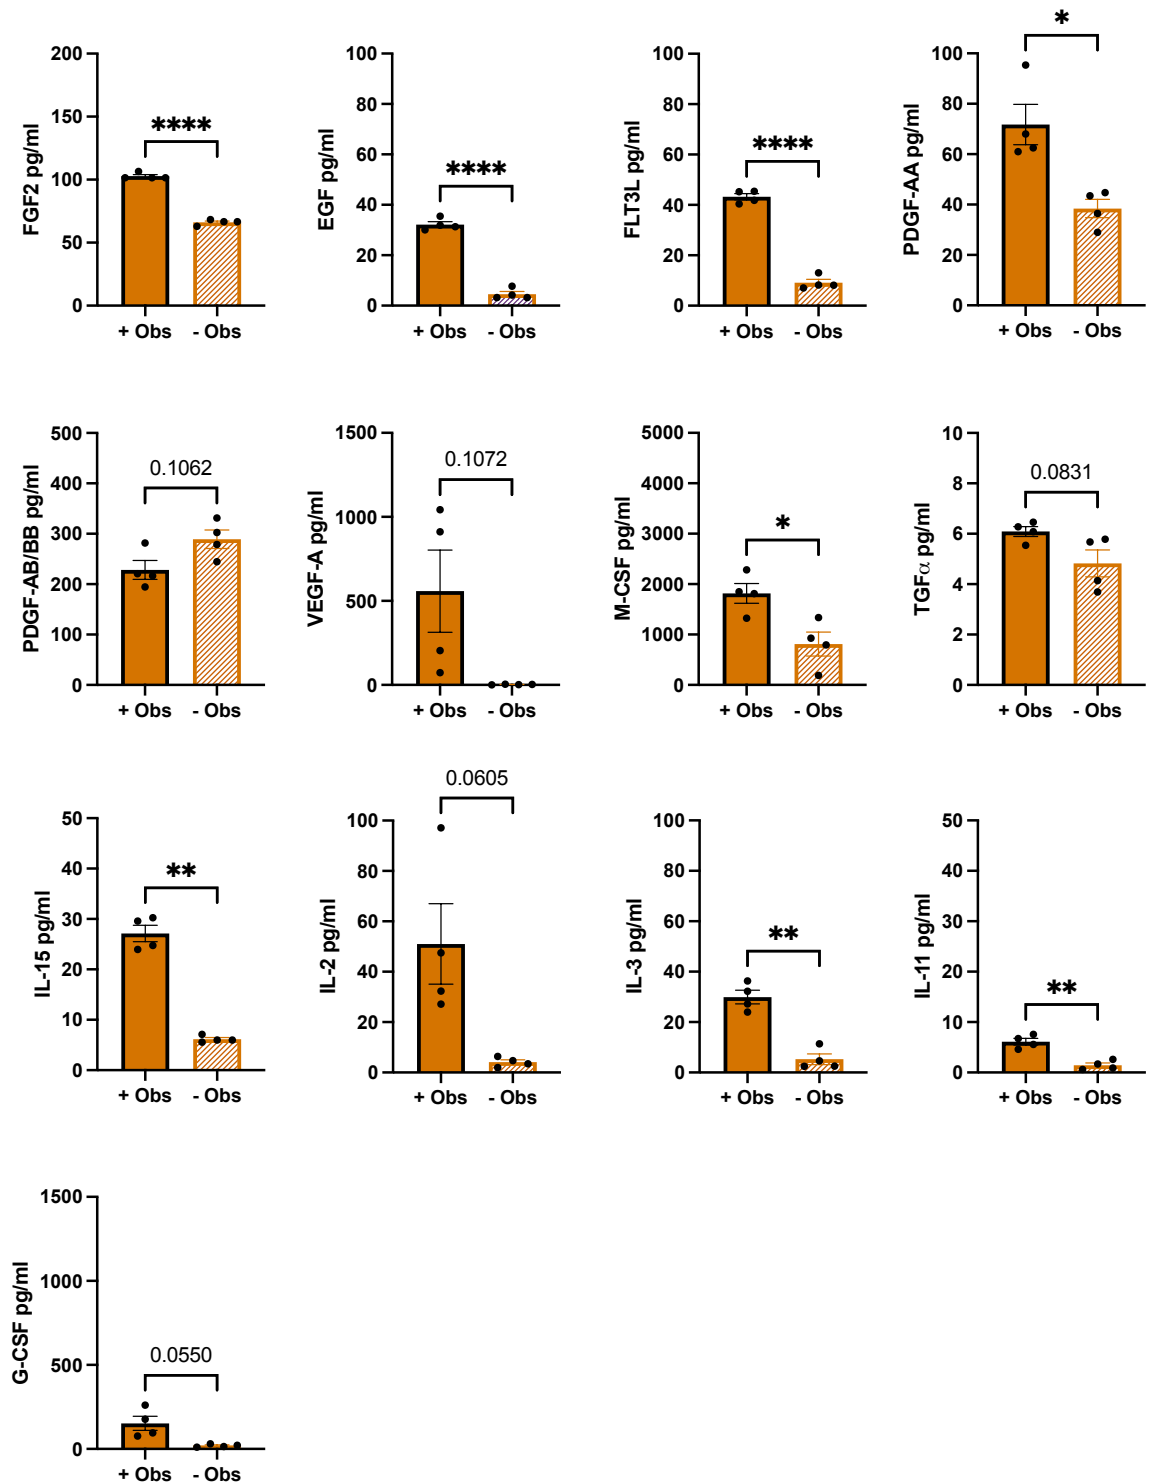 FGF2 pg/ml
200
150
100
50
0
****
+ Obs
- Obs
EGF pg/ml
100
80
60
40
20
0
****
+ Obs
- Obs
FLT3L pg/ml
100
80
60
40
20
0
****
+ Obs
- Obs
PDGF-AA pg/ml
100
80
60
40
20
0
*
+ Obs
- Obs
PDGF-AB/BB pg/ml
500
400
300
200
100
0
0.1062
+ Obs
- Obs
VEGF-A pg/ml
1500
1000
500
0
0.1072
+ Obs
- Obs
M-CSF pg/ml
5000
4000
3000
2000
1000
0
*
+ Obs
- Obs
TGFα pg/ml
10
8
6
4
2
0
0.0831
+ Obs
- Obs
IL-15 pg/ml
50
40
30
20
10
0
**
+ Obs
- Obs
IL-2 pg/ml
100
80
60
40
20
0
0.0605
+ Obs
- Obs
IL-3 pg/ml
100
80
60
40
20
0
**
+ Obs
- Obs
IL-11 pg/ml
50
40
30
20
10
0
**
+ Obs
- Obs
G-CSF pg/ml
1500
1000
500
0
0.0550
+ Obs
- Obs